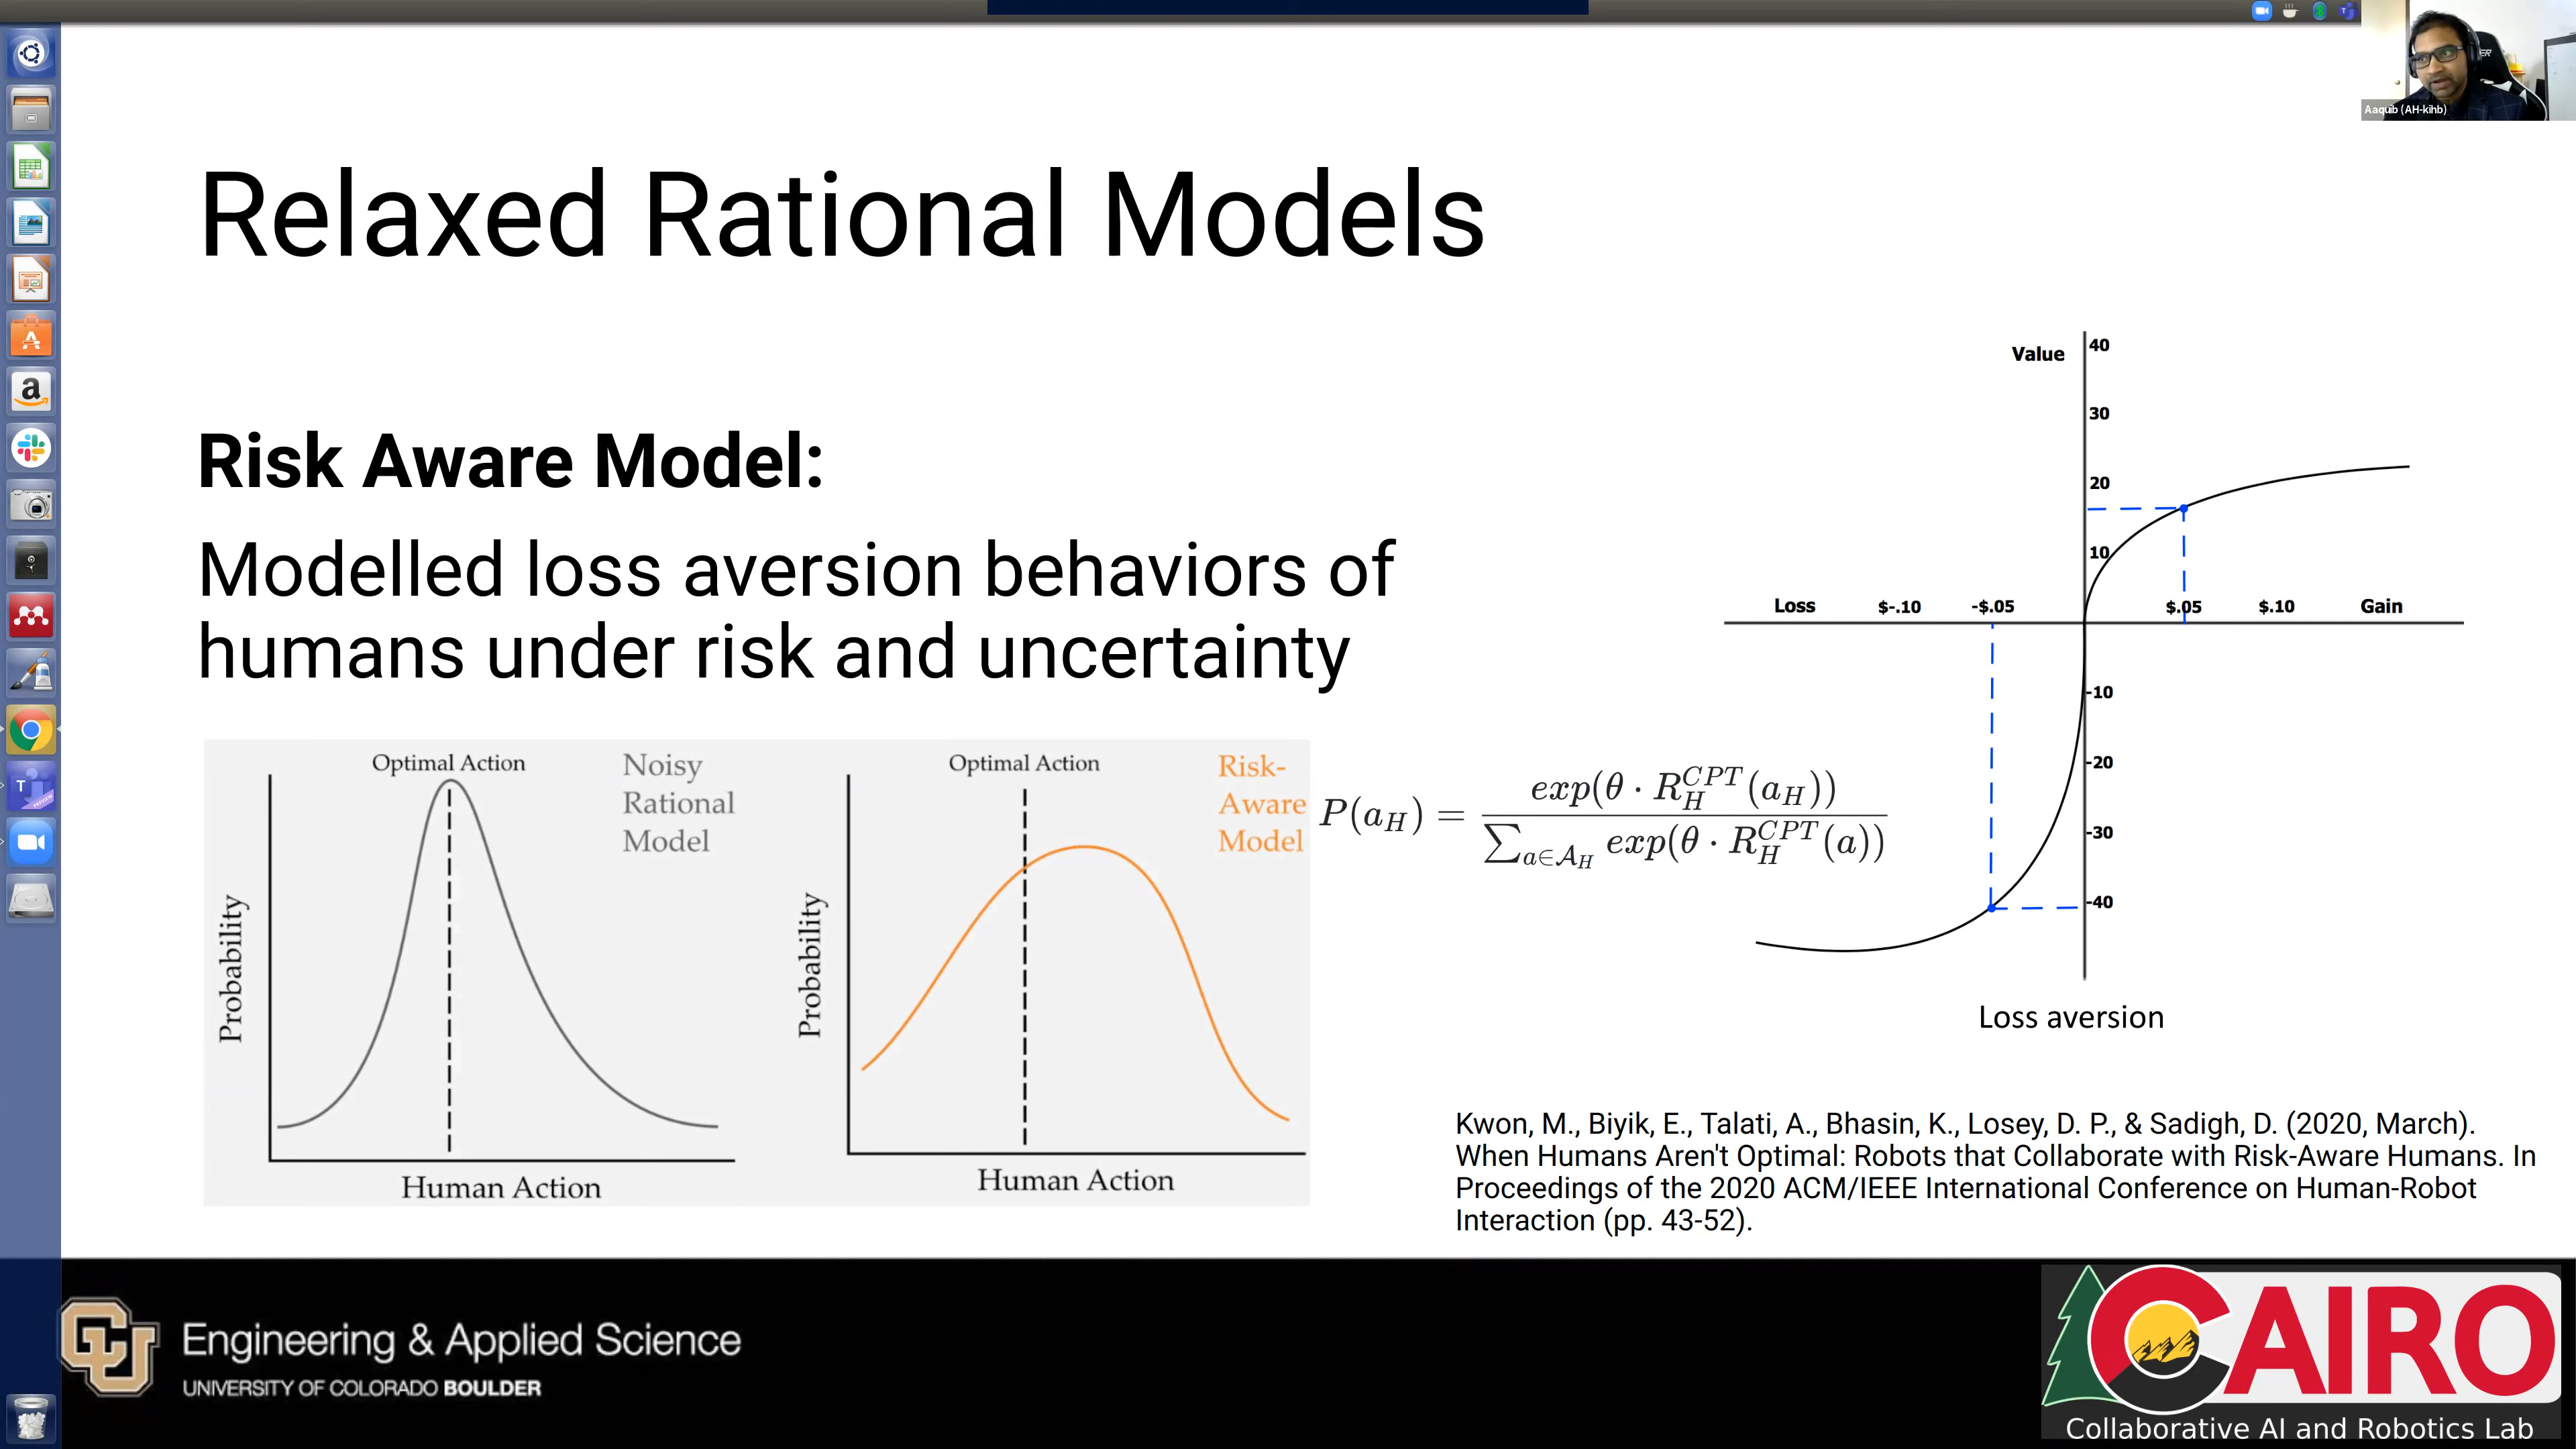 Aaquib (AH-kihb)
Relaxed Rational Models
Risk Aware Model:
Modelled loss aversion behaviors of
humans under risk and uncertainty
Optimal Action
Noisy
Rational
Model
Probability
Human Action
Optimal Action
Risk-
Aware
Model
Probability
Human Action
P(a_H) = exp(θ · R_H^{CPT}(a_H)) / ∑_{a∈𝒜_H} exp(θ · R_H^{CPT}(a))
Value
40
30
20
10
Loss $-.10 -$.05 $.05 $.10 Gain
-10
-20
-30
-40
Loss aversion
Kwon, M., Biyik, E., Talati, A., Bhasin, K., Losey, D. P., & Sadigh, D. (2020, March).
When Humans Aren't Optimal: Robots that Collaborate with Risk-Aware Humans. In
Proceedings of the 2020 ACM/IEEE International Conference on Human-Robot
Interaction (pp. 43-52).
CU
Engineering & Applied Science
UNIVERSITY OF COLORADO BOULDER
CAIRO
Collaborative AI and Robotics Lab